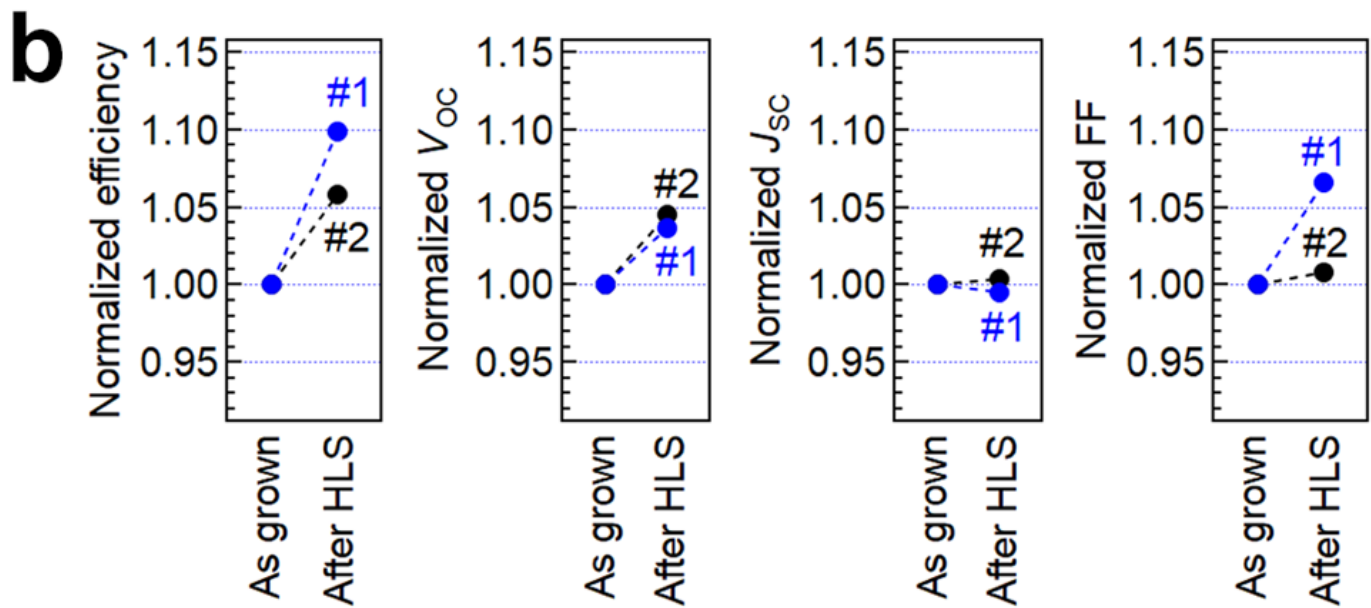 b
Normalized efficiency
1.15
1.10
1.05
1.00
0.95
#1
#2
As grown
After HLS
Normalized VOC
1.15
1.10
1.05
1.00
0.95
#2
#1
As grown
After HLS
Normalized JSC
1.15
1.10
1.05
1.00
0.95
#2
#1
As grown
After HLS
Normalized FF
1.15
1.10
1.05
1.00
0.95
#1
#2
As grown
After HLS